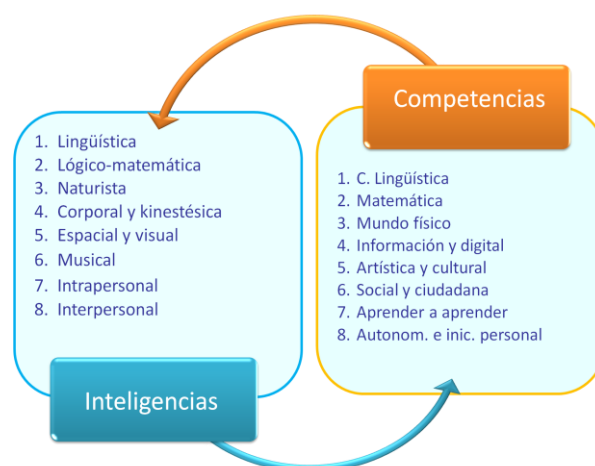 Competencias
1. Lingüística
2. Lógico-matemática
3. Naturista
4. Corporal y kinestésica
5. Espacial y visual
6. Musical
7. Intrapersonal
8. Interpersonal
1. C. Lingüística
2. Matemática
3. Mundo físico
4. Información y digital
5. Artística y cultural
6. Social y ciudadana
7. Aprender a aprender
8. Autonom. e inic. personal
Inteligencias